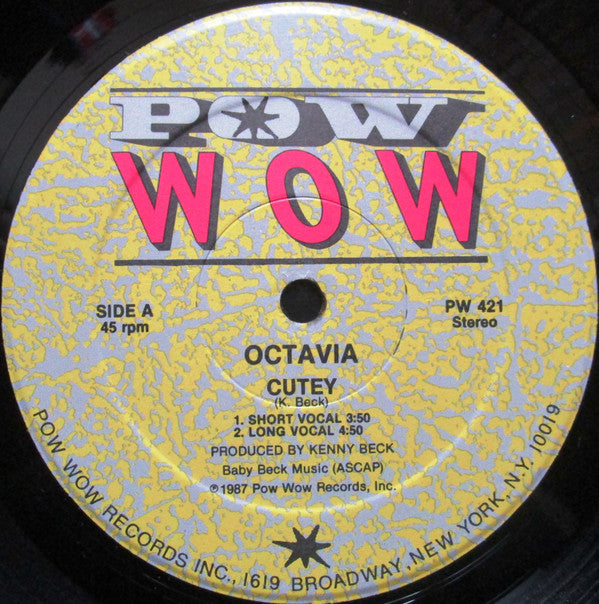 POW
WOW
SIDE A
45 rpm
PW 421
Stereo
OCTAVIA
CUTEY
(K. Beck)
1. SHORT VOCAL 3:50
2. LONG VOCAL 4:50
PRODUCED BY KENNY BECK
Baby Beck Music (ASCAP)
℗1987 Pow Wow Records, Inc.
POW WOW RECORDS INC., 1619 BROADWAY, NEW YORK, N.Y. 10019